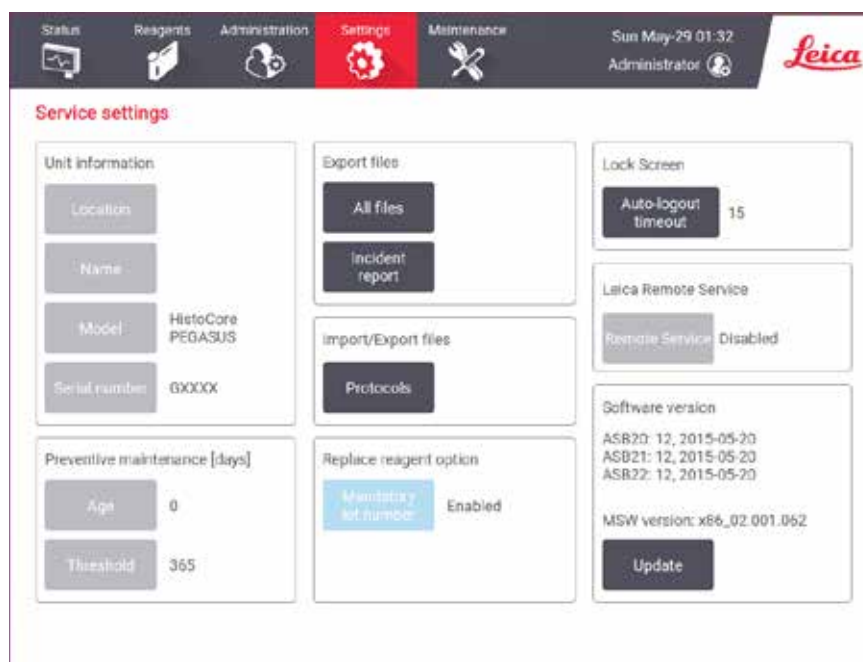 Status
Reagents
Administration
Settings
Maintenance
Sun May-29 01:32
Administrator
Leica
Service settings
Unit information
Location
Name
Model
HistoCore
PEGASUS
Serial number
GXXXX
Preventive maintenance [days]
Age
0
Threshold
365
Export files
All files
Incident
report
Import/Export files
Protocols
Replace reagent option
Mandatory
lot number
Enabled
Lock Screen
Auto-logout
timeout
15
Leica Remote Service
Remote Service
Disabled
Software version
ASB20: 12, 2015-05-20
ASB21: 12, 2015-05-20
ASB22: 12, 2015-05-20
MSW version: x86_02.001.062
Update